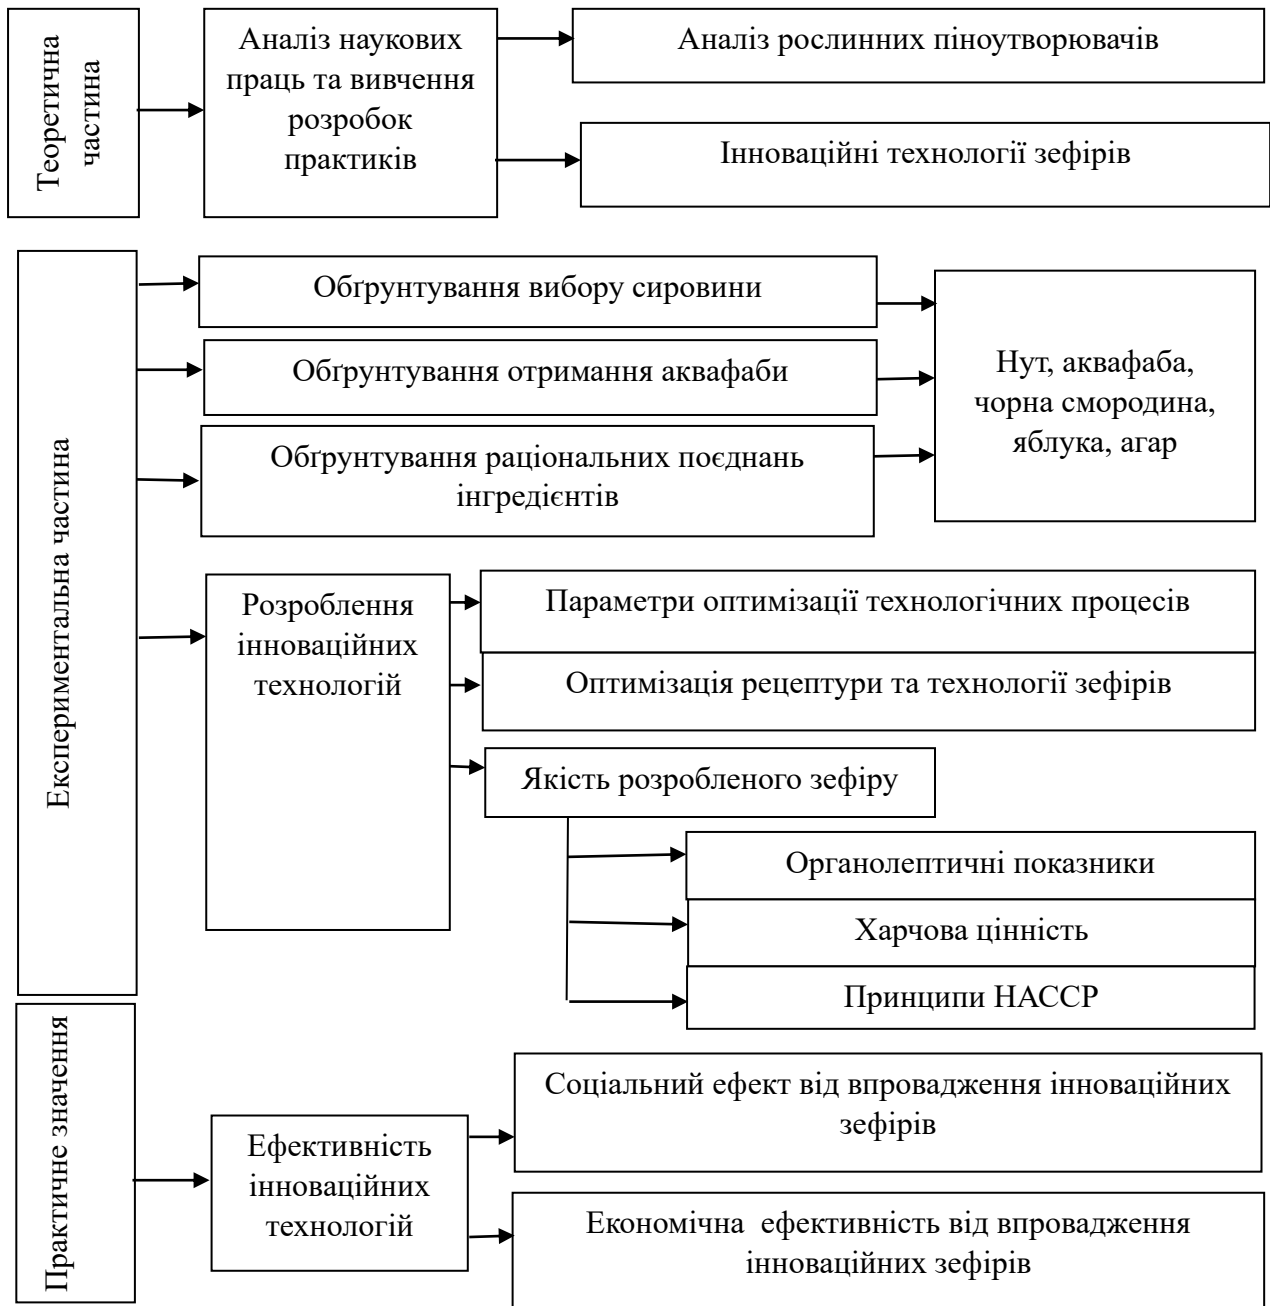 Теоретична
частина
Аналіз наукових
праць та вивчення
розробок
практиків
Аналіз рослинних піноутворювачів
Інноваційні технології зефірів
Експериментальна частина
Обґрунтування вибору сировини
Обґрунтування отримання аквафаби
Обґрунтування раціональних поєднань
інгредієнтів
Нут, аквафаба,
чорна смородина,
яблука, агар
Розроблення
інноваційних
технологій
Параметри оптимізації технологічних процесів
Оптимізація рецептури та технології зефірів
Якість розробленого зефіру
Органолептичні показники
Харчова цінність
Принципи НАССР
Практичне значення
Ефективність
інноваційних
технологій
Соціальний ефект від впровадження інноваційних
зефірів
Економічна ефективність від впровадження
інноваційних зефірів